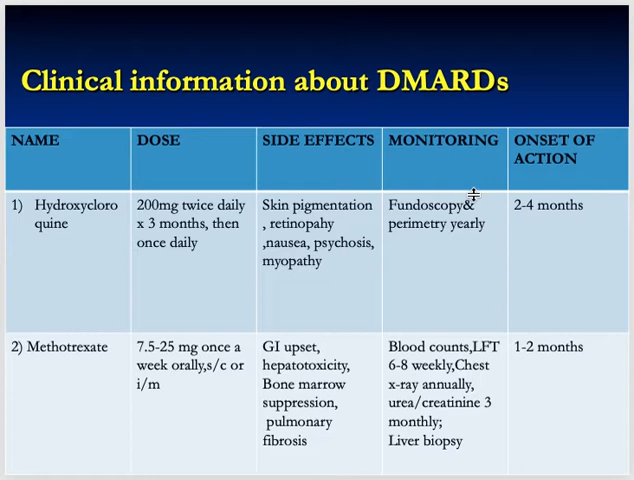 Clinical information about DMARDs
NAME
DOSE
SIDE EFFECTS
MONITORING
ONSET OF
ACTION
1) Hydroxycloro
quine
200mg twice daily
x 3 months, then
once daily
Skin pigmentation
, retinopahy
,nausea, psychosis,
myopathy
Fundoscopy&
perimetry yearly
2-4 months
2) Methotrexate
7.5-25 mg once a
week orally,s/c or
i/m
GI upset,
hepatotoxicity,
Bone marrow
suppression,
pulmonary
fibrosis
Blood counts,LFT
6-8 weekly,Chest
x-ray annually,
urea/creatinine 3
monthly;
Liver biopsy
1-2 months